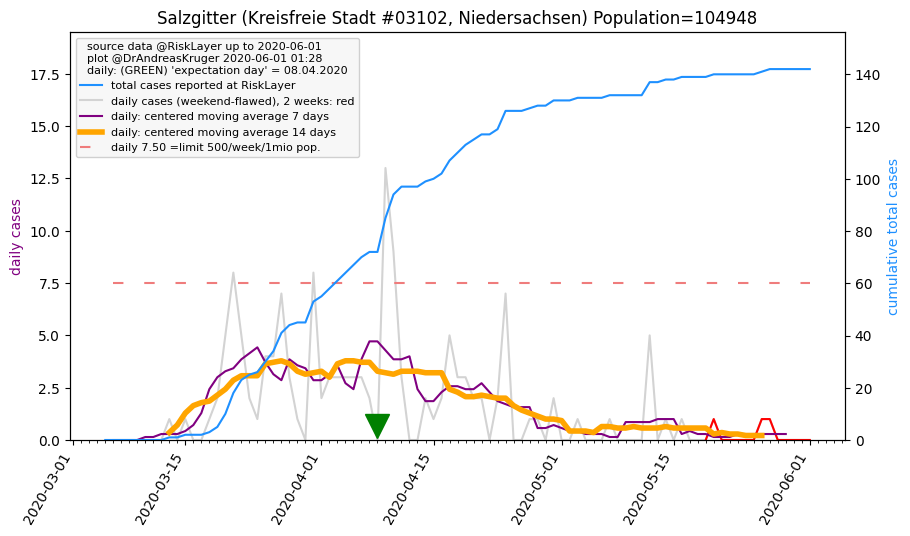 Salzgitter (Kreisfreie Stadt #03102, Niedersachsen) Population=104948
source data @RiskLayer up to 2020-06-01
plot @DrAndreasKruger 2020-06-01 01:28
daily: (GREEN) 'expectation day' = 08.04.2020
total cases reported at RiskLayer
daily cases (weekend-flawed), 2 weeks: red
daily: centered moving average 7 days
daily: centered moving average 14 days
daily 7.50 =limit 500/week/1mio pop.
daily cases
17.5
15.0
12.5
10.0
7.5
5.0
2.5
0.0
140
120
100
80
60
40
20
0
cumulative total cases
2020-03-01
2020-03-15
2020-04-01
2020-04-15
2020-05-01
2020-05-15
2020-06-01